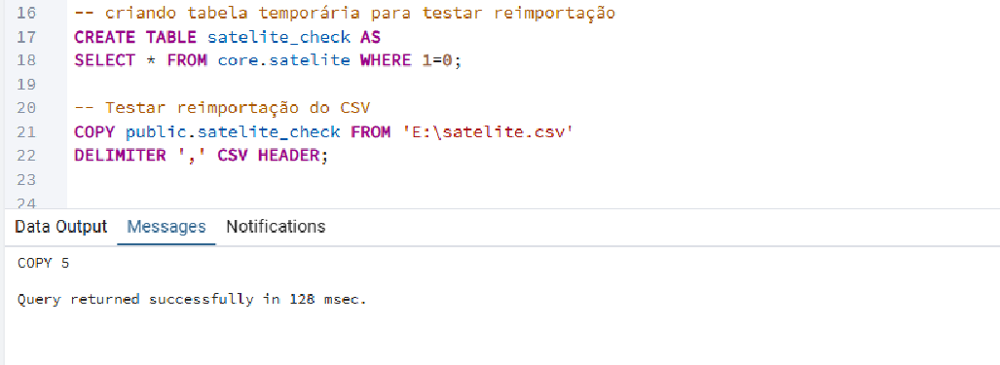 16 -- criando tabela temporária para testar reimportação
17 CREATE TABLE satelite_check AS
18 SELECT * FROM core.satelite WHERE 1=0;
19
20 -- Testar reimportação do CSV
21 COPY public.satelite_check FROM 'E:\satelite.csv'
22 DELIMITER ',' CSV HEADER;
23
24
Data Output Messages Notifications
COPY 5
Query returned successfully in 128 msec.